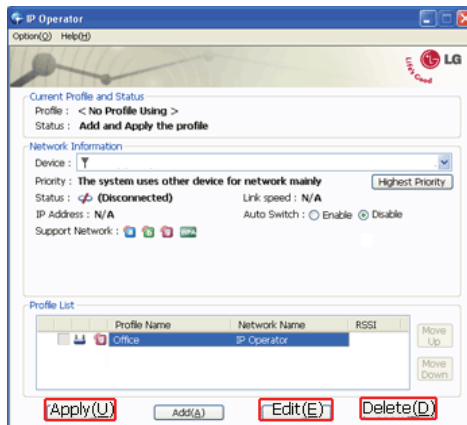 IP Operator
Option(O) Help(H)
Life's Good LG
Current Profile and Status
Profile : < No Profile Using >
Status : Add and Apply the profile
Network Information
Device :
Priority : The system uses other device for network mainly Highest Priority
Status : (Disconnected) Link speed : N/A
IP Address : N/A Auto Switch : Enable Disable
Support Network : a b g WPA
Profile List
Profile Name Network Name RSSI
Office IP Operator
Move Up
Move Down
Apply(U) Add(A) Edit(E) Delete(D)